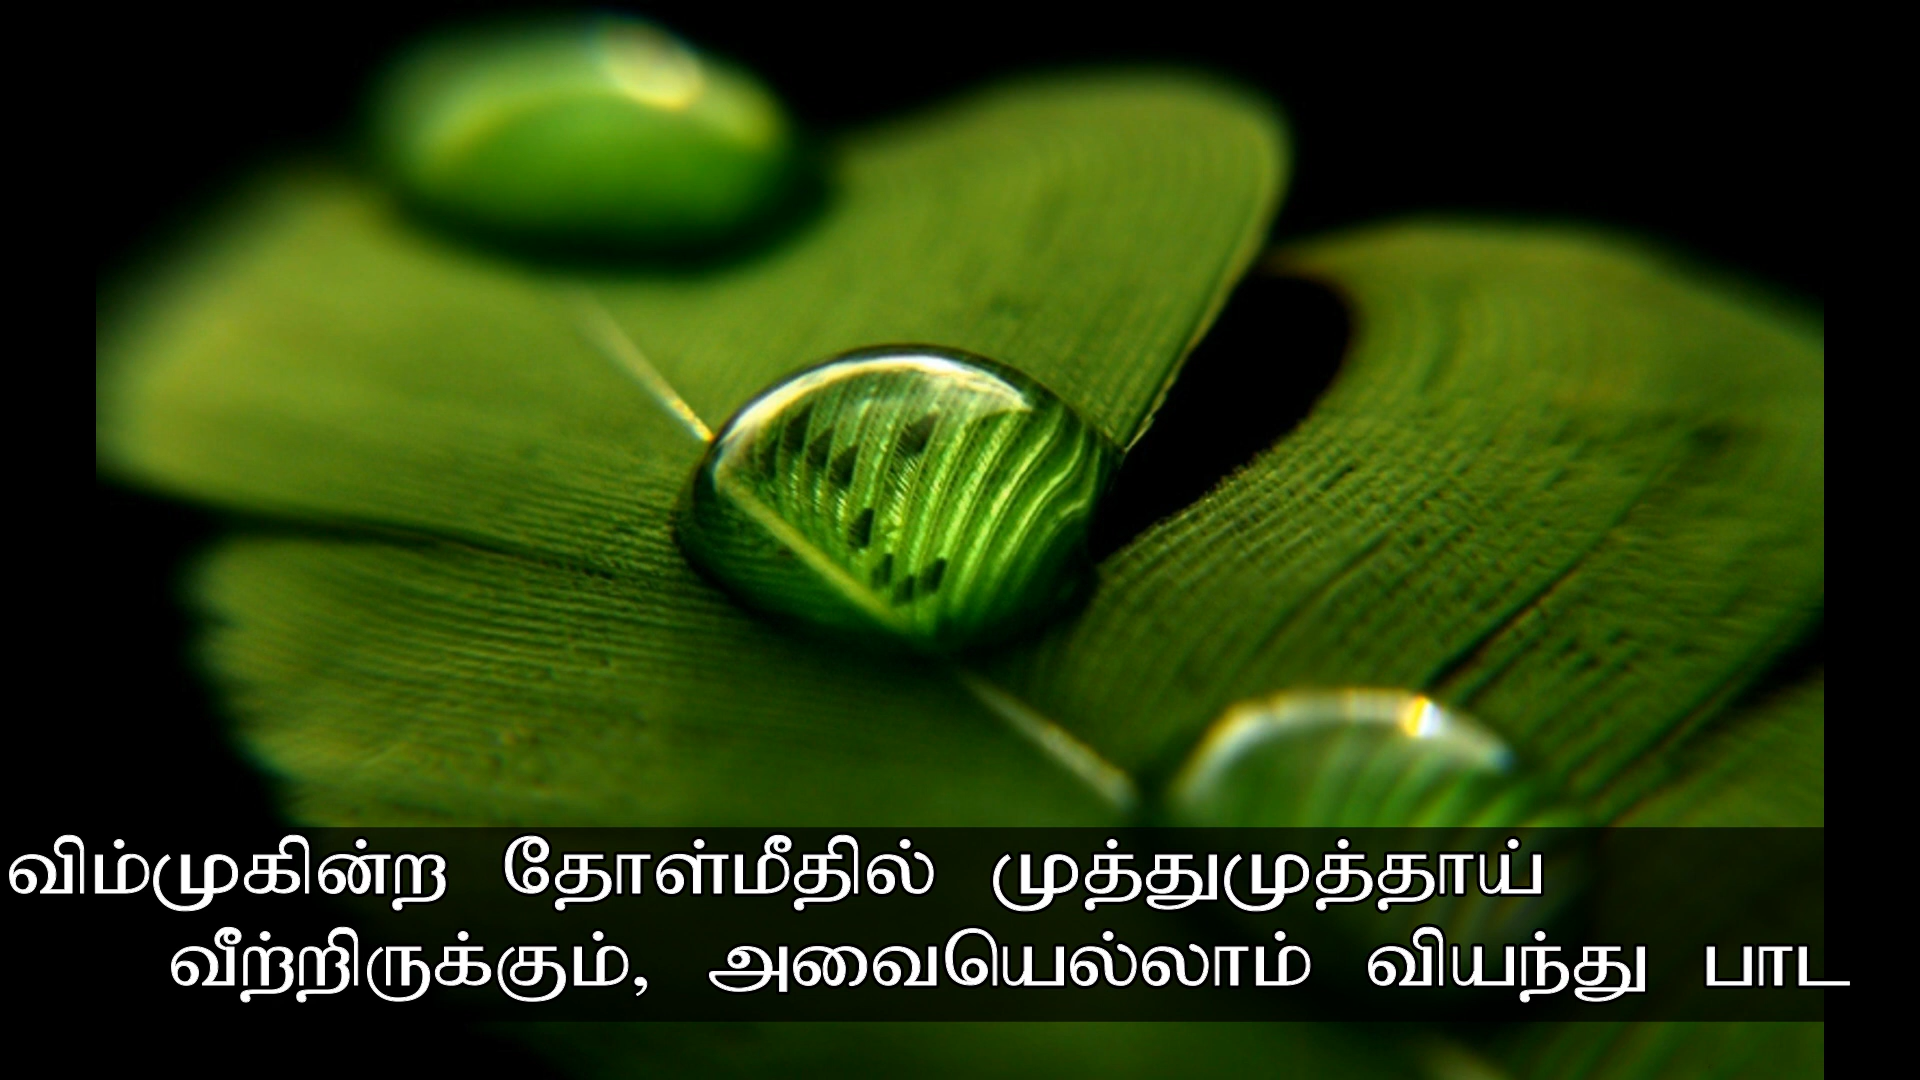 விம்முகின்ற தோள்மீதில் முத்துமுத்தாய்
வீற்றிருக்கும், அவையெல்லாம் வியந்து பாட